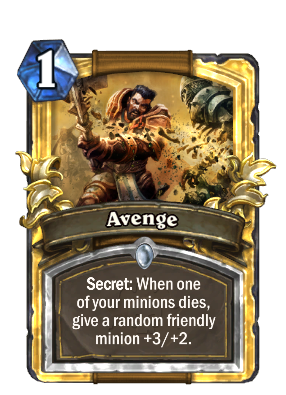 1
Avenge
Secret: When one
of your minions dies,
give a random friendly
minion +3/+2.